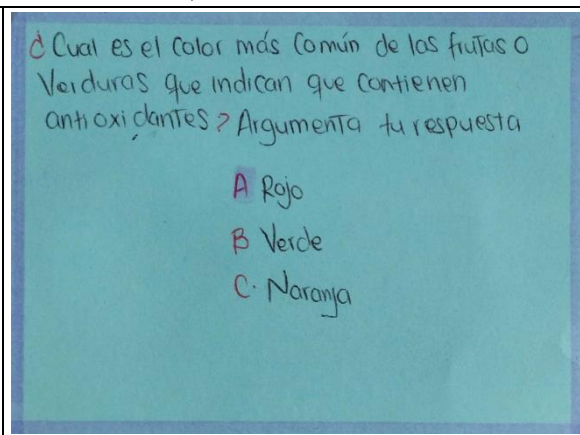 ¿Cual es el color más común de las frutas o
Verduras que indican que contienen
antioxidantes? Argumenta tu respuesta
A Rojo
B Verde
C. Naranja